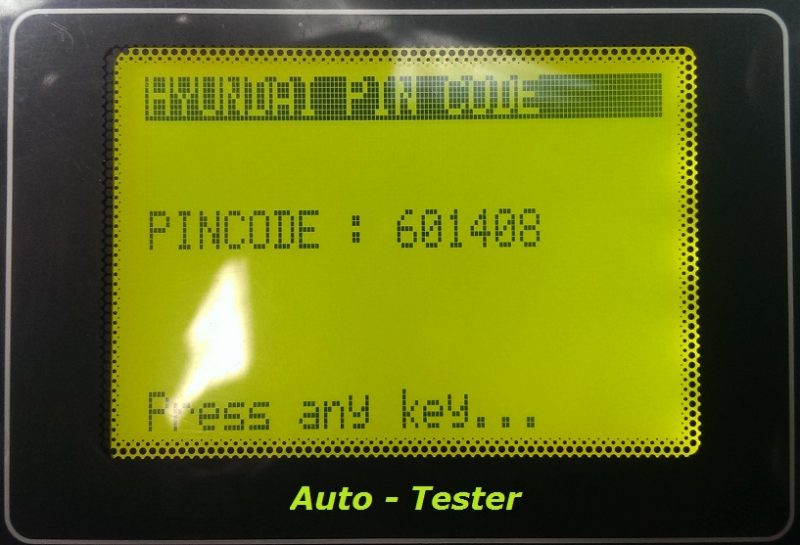 HYUNDAI PIN CODE
PINCODE : 601408
Press any key...
Auto - Tester